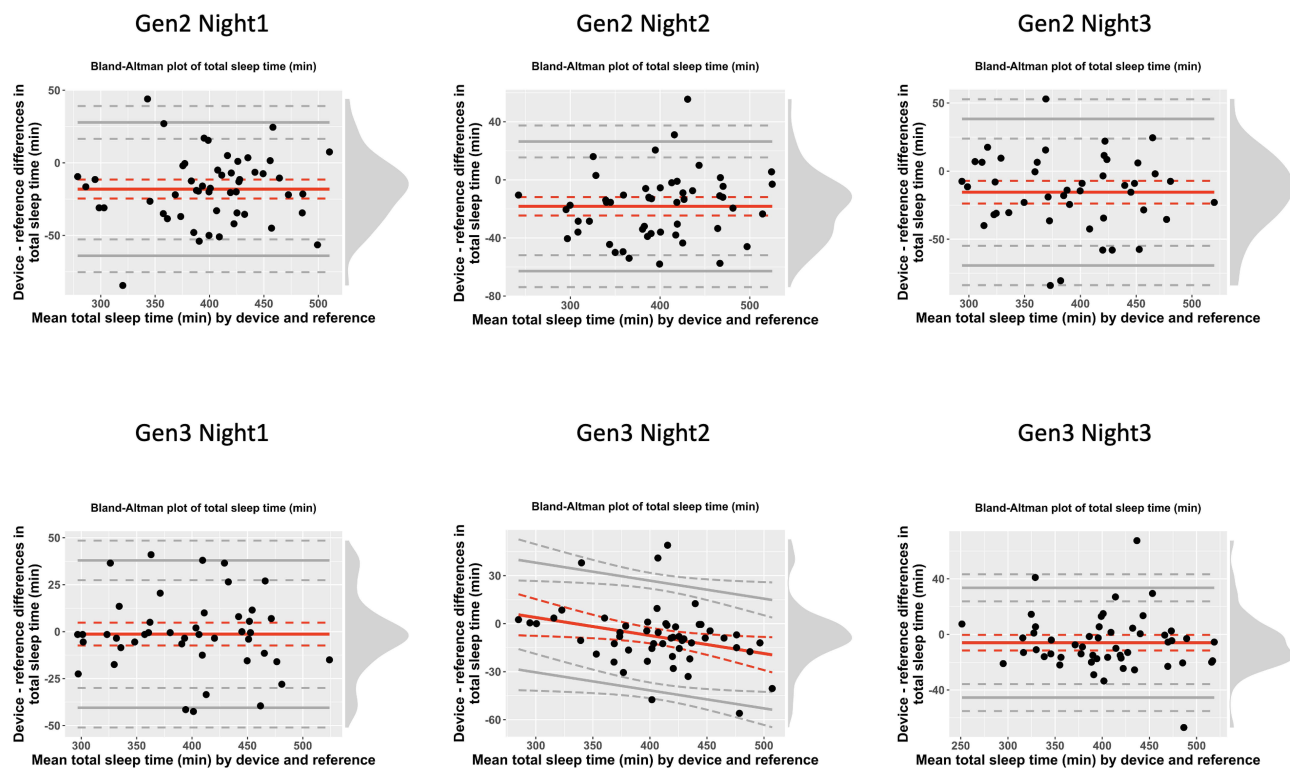 Gen2 Night1
Gen2 Night2
Gen2 Night3
Bland-Altman plot of total sleep time (min)
Device - reference differences in
total sleep time (min)
50
0
-50
300
350
400
450
500
Mean total sleep time (min) by device and reference
Bland-Altman plot of total sleep time (min)
Device - reference differences in
total sleep time (min)
40
0
-40
-80
300
400
500
Mean total sleep time (min) by device and reference
Bland-Altman plot of total sleep time (min)
Device - reference differences in
total sleep time (min)
50
0
-50
300
350
400
450
500
Mean total sleep time (min) by device and reference
Gen3 Night1
Gen3 Night2
Gen3 Night3
Bland-Altman plot of total sleep time (min)
Device - reference differences in
total sleep time (min)
50
25
0
-25
-50
300
350
400
450
500
Mean total sleep time (min) by device and reference
Bland-Altman plot of total sleep time (min)
Device - reference differences in
total sleep time (min)
30
0
-30
-60
300
350
400
450
500
Mean total sleep time (min) by device and reference
Bland-Altman plot of total sleep time (min)
Device - reference differences in
total sleep time (min)
40
0
-40
250
300
350
400
450
500
Mean total sleep time (min) by device and reference